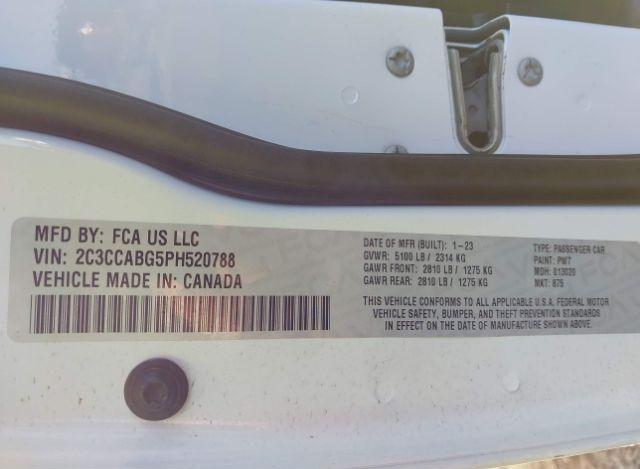 MFD BY: FCA US LLC
VIN: 2C3CCABG5PH520788
VEHICLE MADE IN: CANADA
DATE OF MFR (BUILT): 1-23
GVWR: 5100 LB / 2314 KG
GAWR FRONT: 2810 LB / 1275 KG
GAWR REAR: 2810 LB / 1275 KG
TYPE: PASSENGER CAR
PAINT: PW7
MDH: 013020
MKT: 875
THIS VEHICLE CONFORMS TO ALL APPLICABLE U.S.A. FEDERAL MOTOR
VEHICLE SAFETY, BUMPER, AND THEFT PREVENTION STANDARDS
IN EFFECT ON THE DATE OF MANUFACTURE SHOWN ABOVE.